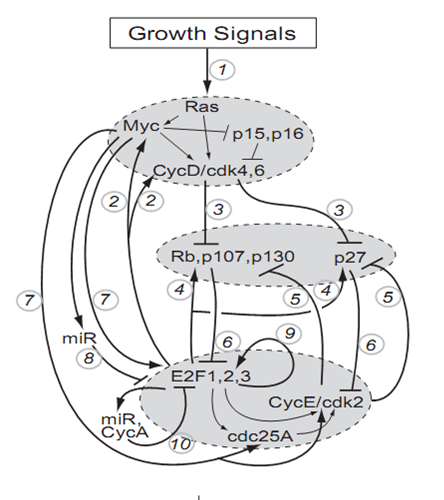 Growth Signals
1
Ras
Myc
p15,p16
CycD/cdk4,6
2 2 3 3
Rb,p107,p130 p27
4 5 4 5
7 7 6 9 6
miR
8
E2F1,2,3
CycE/cdk2
miR,
CycA
cdc25A
10